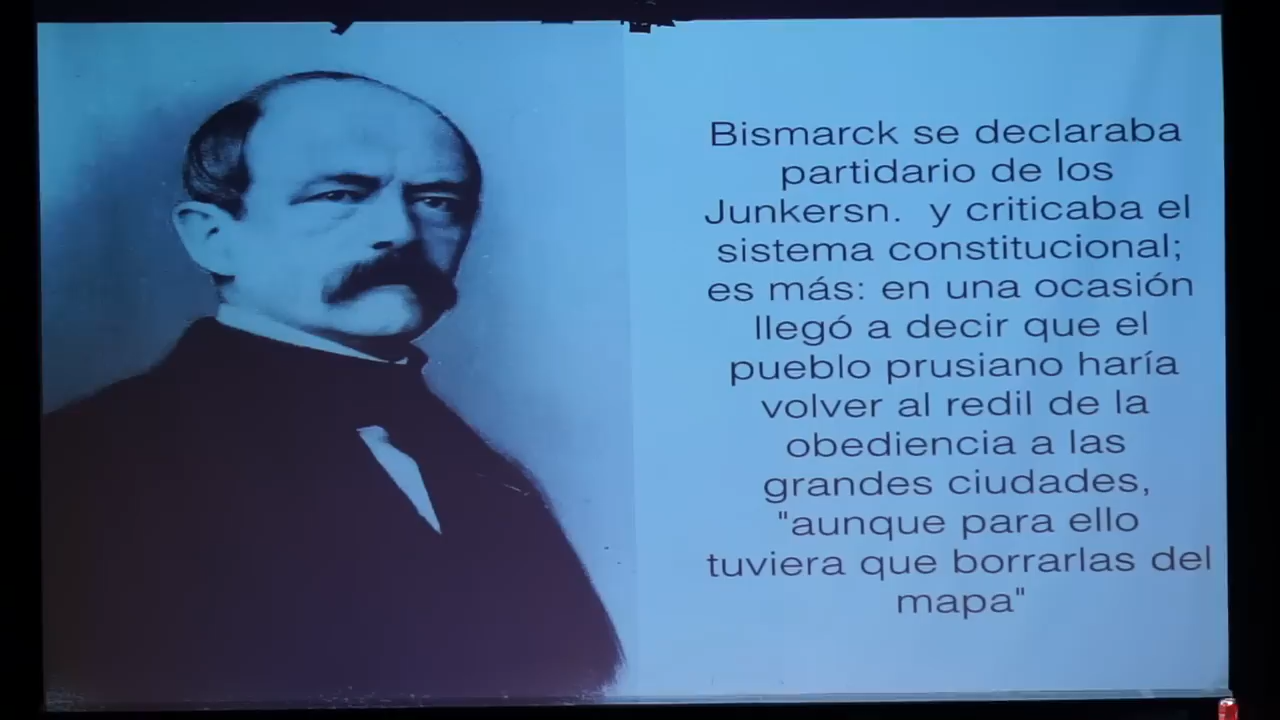 Bismarck se declaraba
partidario de los
Junkersn. y criticaba el
sistema constitucional;
es más: en una ocasión
llegó a decir que el
pueblo prusiano haría
volver al redil de la
obediencia a las
grandes ciudades,
"aunque para ello
tuviera que borrarlas del
mapa"